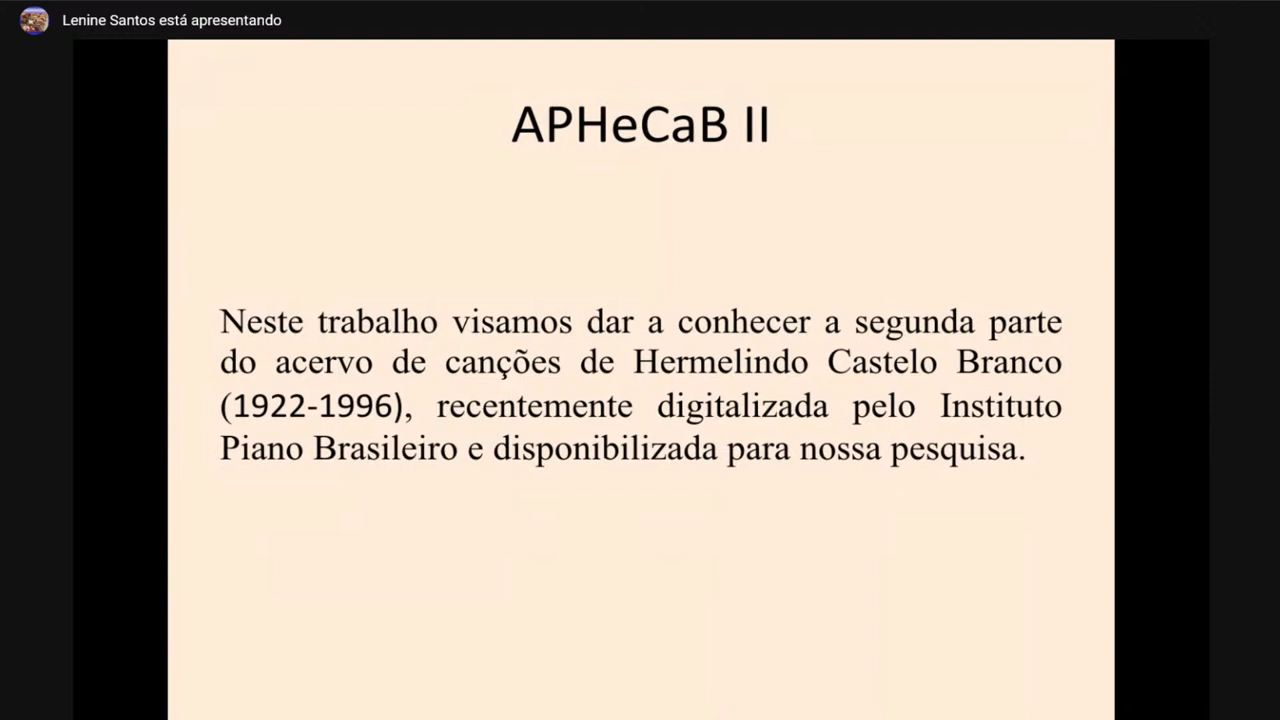 Lenine Santos está apresentando
APHeCaB II
Neste trabalho visamos dar a conhecer a segunda parte
do acervo de canções de Hermelindo Castelo Branco
(1922-1996), recentemente digitalizada pelo Instituto
Piano Brasileiro e disponibilizada para nossa pesquisa.